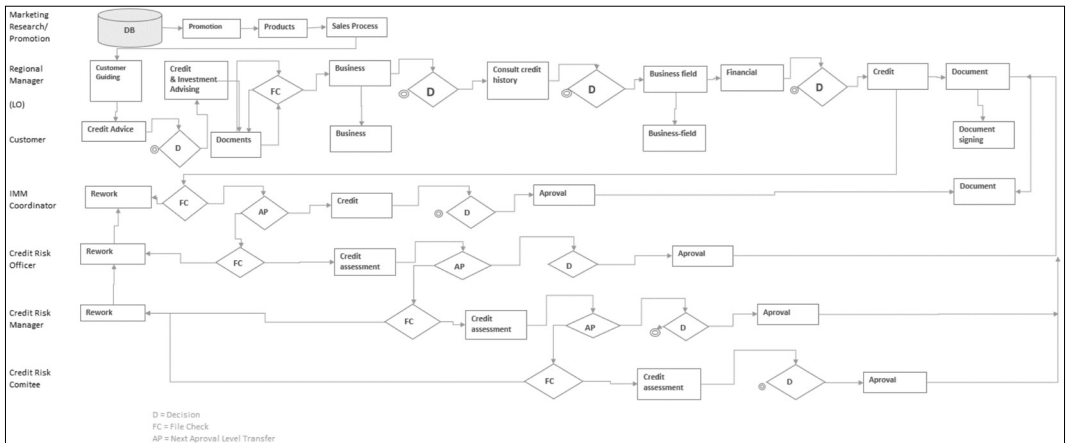 Marketing
Research/
Promotion
DB
Promotion
Products
Sales Process
Regional
Manager
(LO)
Customer
Guiding
Credit
& Investment
Advising
FC
Business
D
Consult credit
history
D
Business field
Financial
D
Credit
Document
Customer
Credit Advice
D
Docments
Business
Business-field
Document
signing
IMM
Coordinator
Rework
FC
AP
Credit
D
Aproval
Document
Credit Risk
Officer
Rework
FC
Credit
assessment
AP
D
Aproval
Credit Risk
Manager
Rework
FC
Credit
assessment
AP
D
Aproval
Credit Risk
Comitee
FC
Credit
assessment
D
Aproval
D = Decision
FC = File Check
AP = Next Aproval Level Transfer